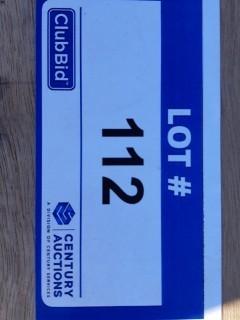 LOT #
112
ClubBid
CENTURY
AUCTIONS
A DIVISION OF CENTURY SERVICES